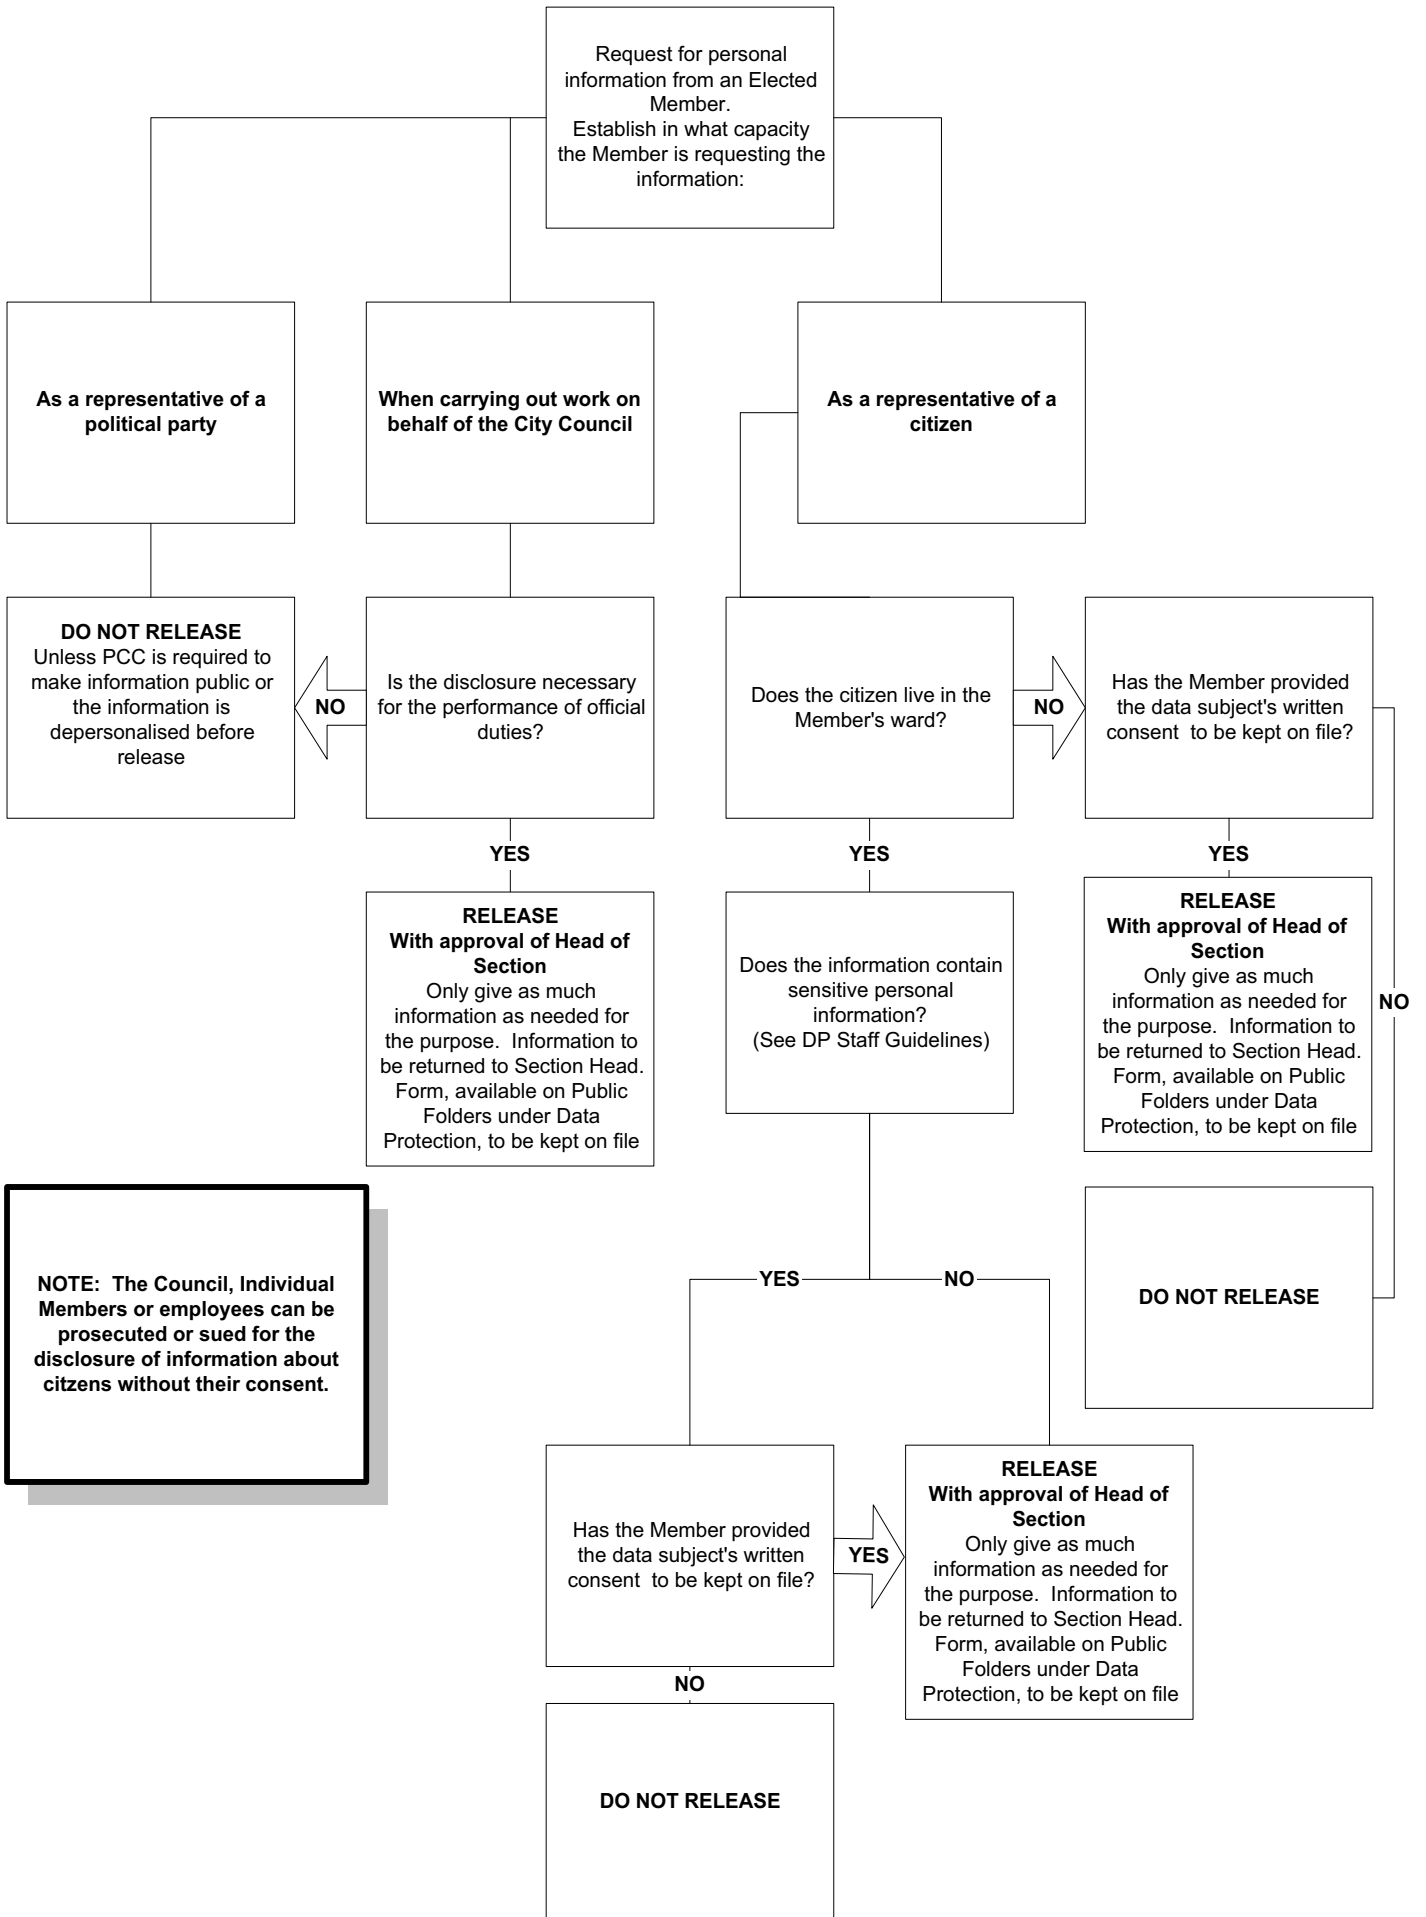 Request for personal
information from an Elected
Member.
Establish in what capacity
the Member is requesting the
information:
As a representative of a
political party
When carrying out work on
behalf of the City Council
As a representative of a
citizen
DO NOT RELEASE
Unless PCC is required to
make information public or
the information is
depersonalised before
release
NO
Is the disclosure necessary
for the performance of official
duties?
Does the citizen live in the
Member's ward?
NO
Has the Member provided
the data subject's written
consent  to be kept on file?
YES
YES
YES
RELEASE
With approval of Head of
Section
Only give as much
information as needed for
the purpose.  Information to
be returned to Section Head.
Form, available on Public
Folders under Data
Protection, to be kept on file
Does the information contain
sensitive personal
information?
(See DP Staff Guidelines)
RELEASE
With approval of Head of
Section
Only give as much
information as needed for
the purpose.  Information to
be returned to Section Head.
Form, available on Public
Folders under Data
Protection, to be kept on file
NO
NOTE:  The Council, Individual
Members or employees can be
prosecuted or sued for the
disclosure of information about
citzens without their consent.
YES
NO
DO NOT RELEASE
Has the Member provided
the data subject's written
consent  to be kept on file?
YES
RELEASE
With approval of Head of
Section
Only give as much
information as needed for
the purpose.  Information to
be returned to Section Head.
Form, available on Public
Folders under Data
Protection, to be kept on file
NO
DO NOT RELEASE